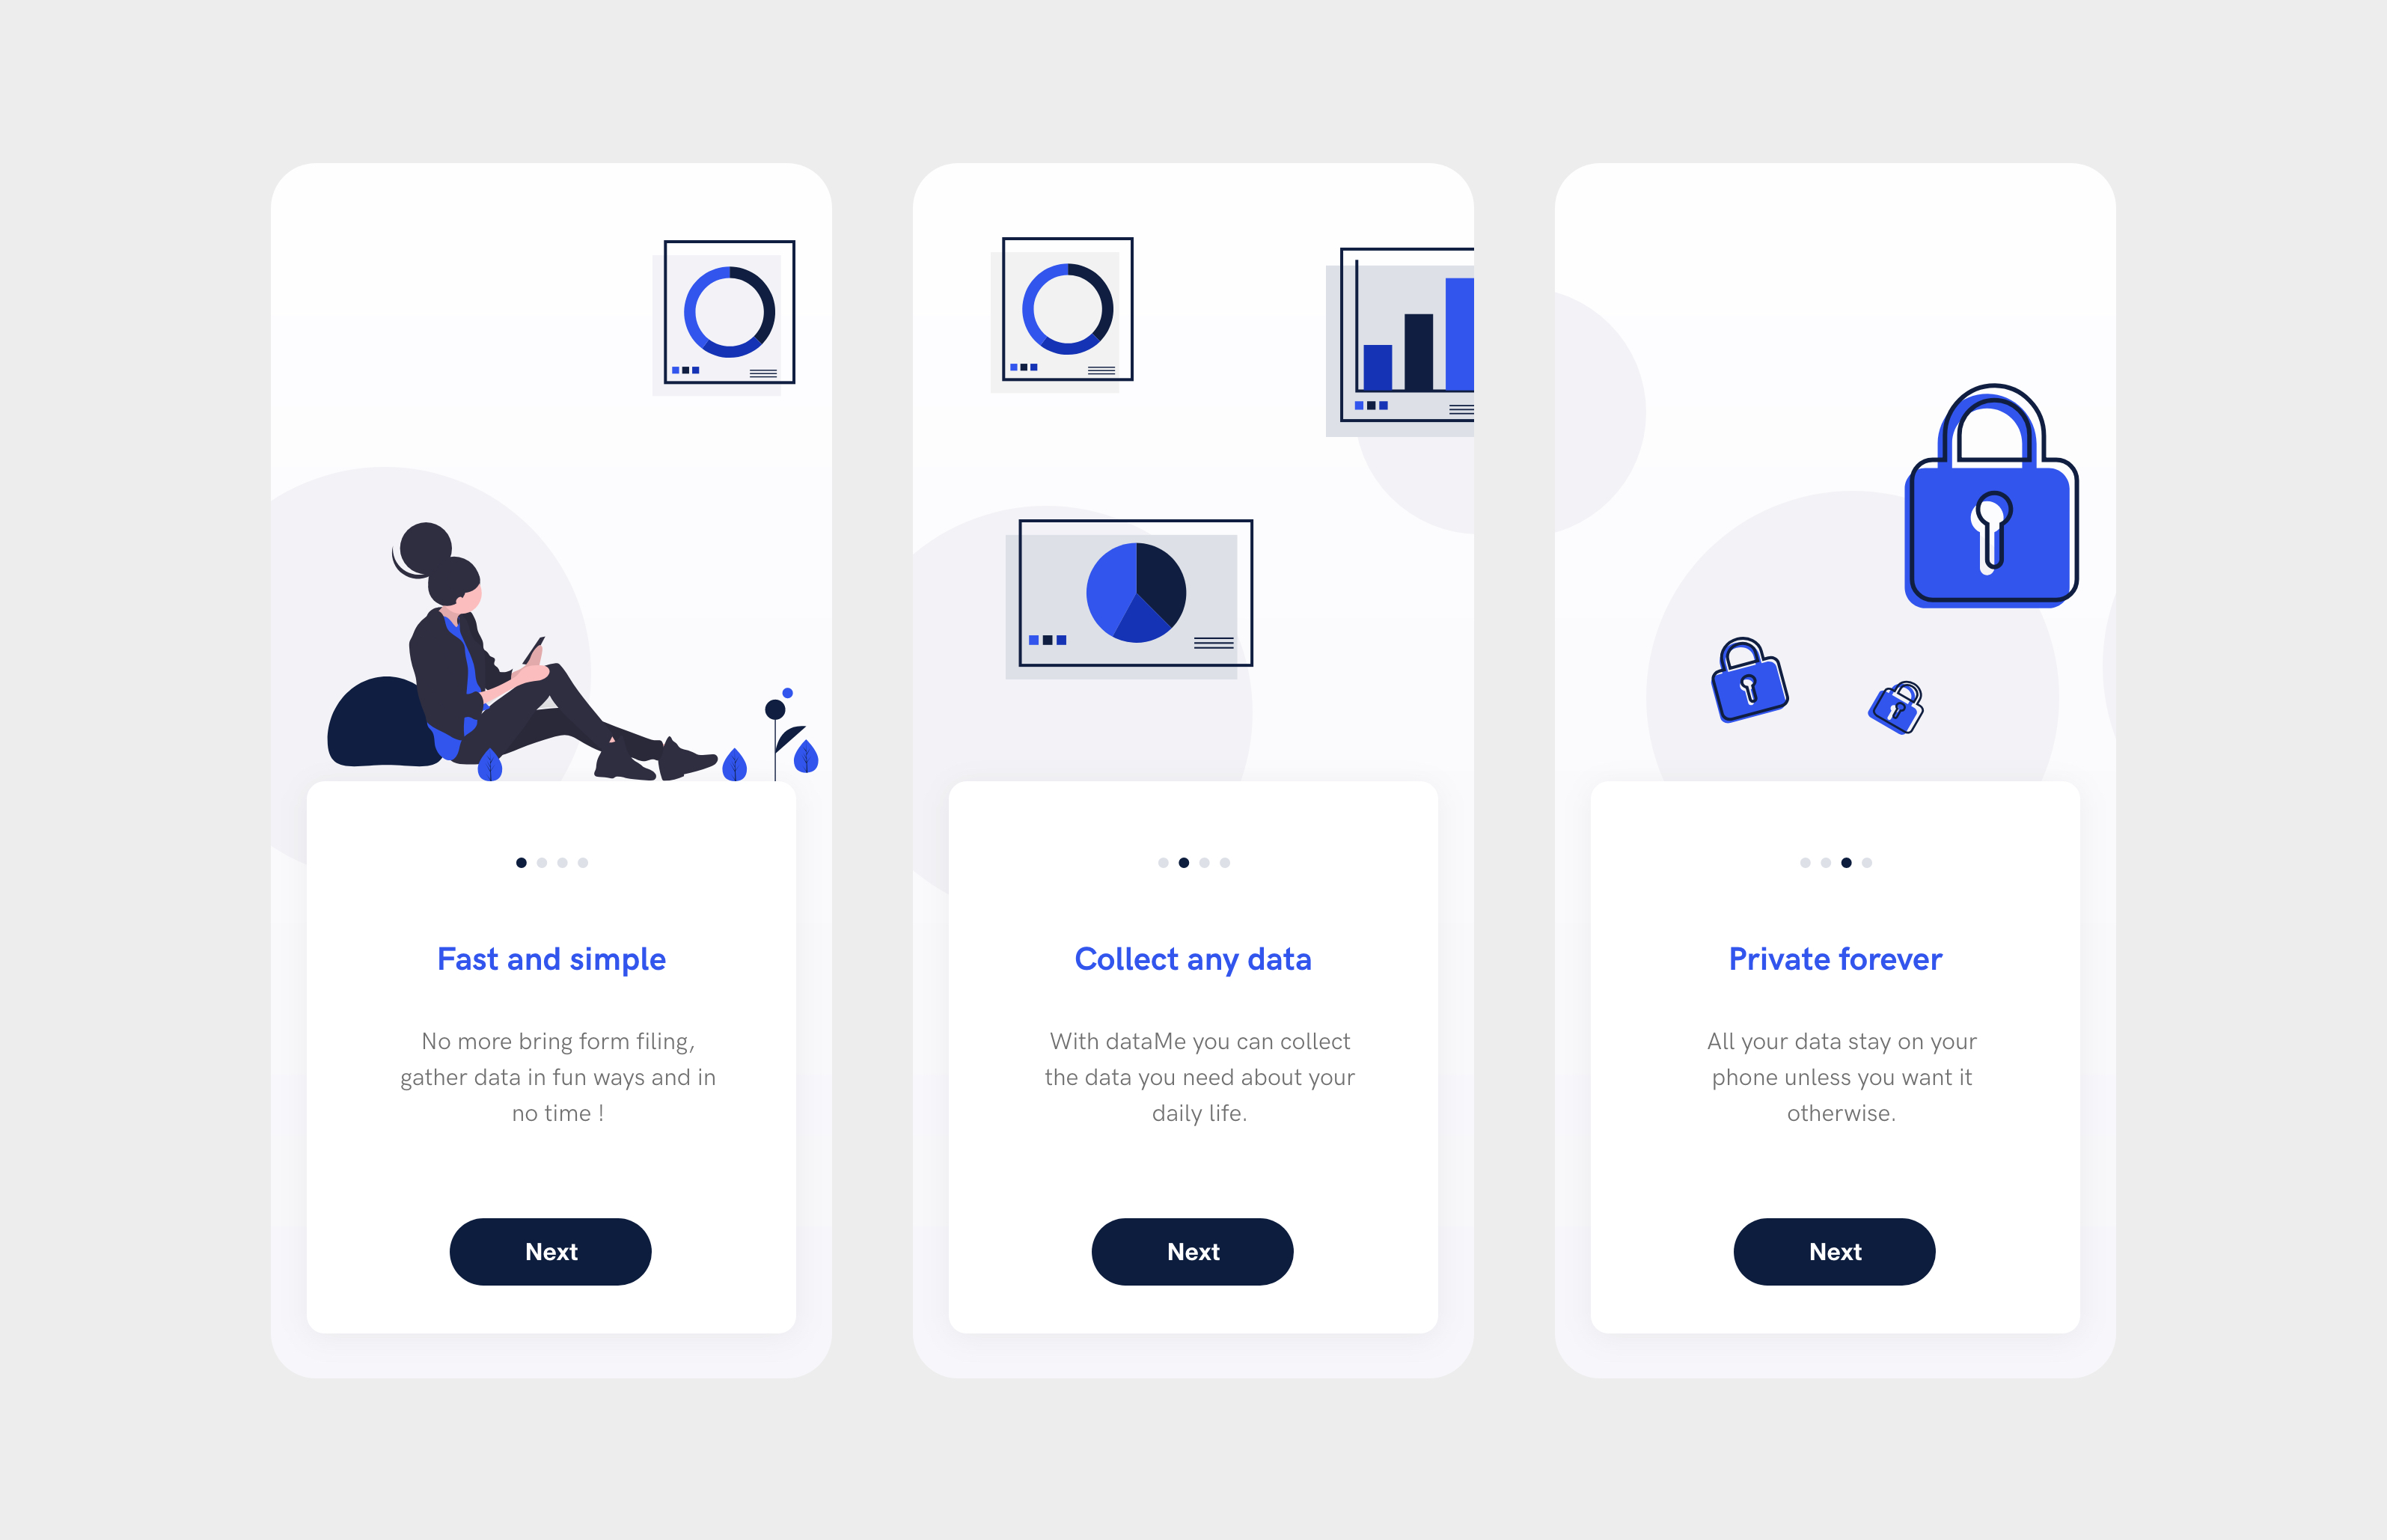 Fast and simple
No more bring form filing,
gather data in fun ways and in
no time !
Next
Collect any data
With dataMe you can collect
the data you need about your
daily life.
Next
Private forever
All your data stay on your
phone unless you want it
otherwise.
Next